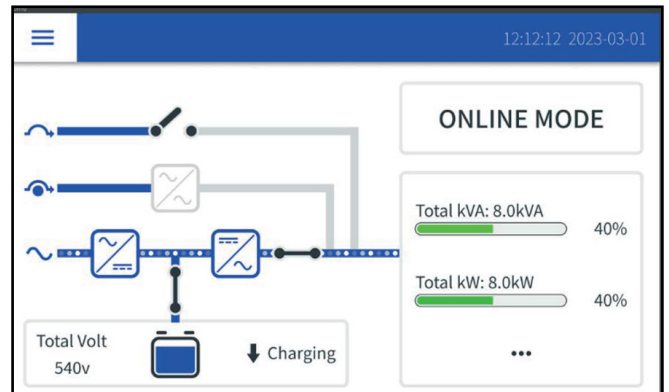 12:12:12 2023-03-01
ONLINE MODE
Total kVA: 8.0kVA
40%
Total kW: 8.0kW
40%
•••
Total Volt
540v
Charging